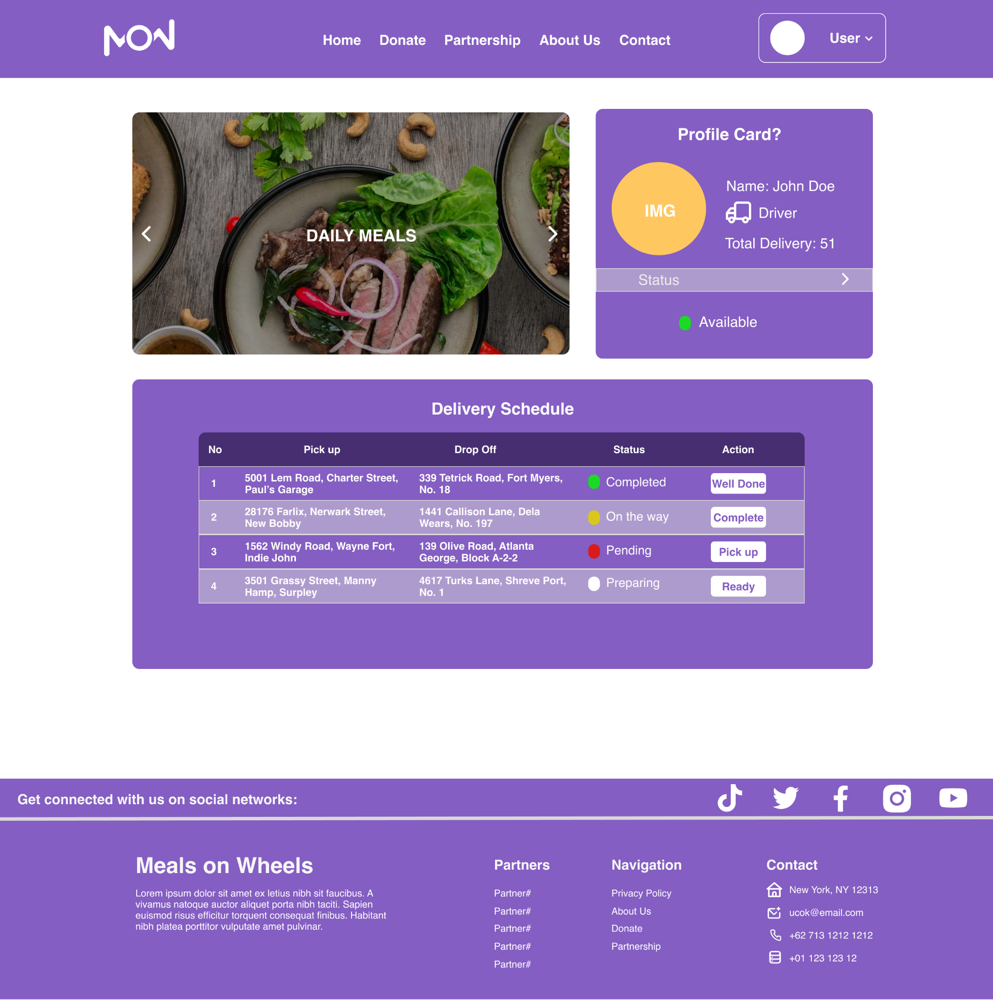 MOW
Home Donate Partnership About Us Contact
User
DAILY MEALS
Profile Card?
IMG
Name: John Doe
Driver
Total Delivery: 51
Status
Available
Delivery Schedule
No Pick up Drop Off Status Action
1 5001 Lem Road, Charter Street, 339 Tetrick Road, Fort Myers, Completed Well Done
Paul's Garage No. 18
2 28176 Farlix, Nerwark Street, 1441 Callison Lane, Dela On the way Complete
New Bobby Wears, No. 197
3 1562 Windy Road, Wayne Fort, 139 Olive Road, Atlanta Pending Pick up
Indie John George, Block A-2-2
4 3501 Grassy Street, Manny 4617 Turks Lane, Shreve Port, Preparing Ready
Hamp, Surpley No. 1
Get connected with us on social networks:
Meals on Wheels
Lorem ipsum dolor sit amet ex letius nibh sit faucibus. A
vivamus natoque auctor aliquet porta nibh taciti. Sapien
euismod risus efficitur torquent consequat finibus. Habitant
nibh platea porttitor vulputate amet pulvinar.
Partners
Partner#
Partner#
Partner#
Partner#
Partner#
Navigation
Privacy Policy
About Us
Donate
Partnership
Contact
New York, NY 12313
ucok@email.com
+62 713 1212 1212
+01 123 123 12